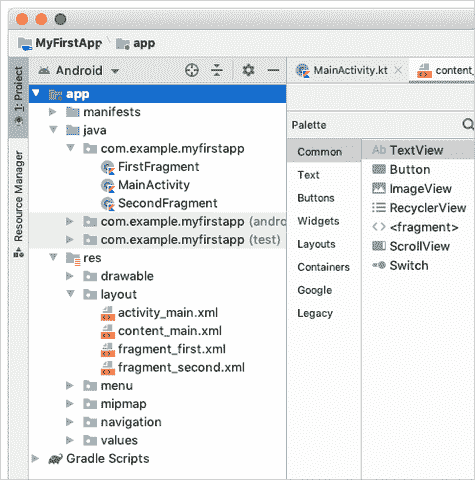 MyFirstApp app
1: Project
Resource Manager
Android
app
manifests
java
com.example.myfirstapp
FirstFragment
MainActivity
SecondFragment
com.example.myfirstapp (andro
com.example.myfirstapp (test)
res
drawable
layout
activity_main.xml
content_main.xml
fragment_first.xml
fragment_second.xml
menu
mipmap
navigation
values
Gradle Scripts
MainActivity.kt content_
Palette
Common
Text
Buttons
Widgets
Layouts
Containers
Google
Legacy
Ab TextView
Button
ImageView
RecyclerView
<> <fragment>
ScrollView
Switch